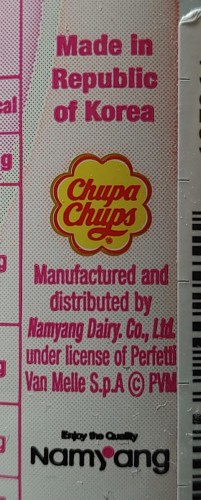 Made in
Republic
of Korea
Chupa
Chups
®
Manufactured and
distributed by
Namyang Dairy. Co., Ltd.
under license of Perfetti
Van Melle S.p.A © PVM
Enjoy the Quality
Namyang